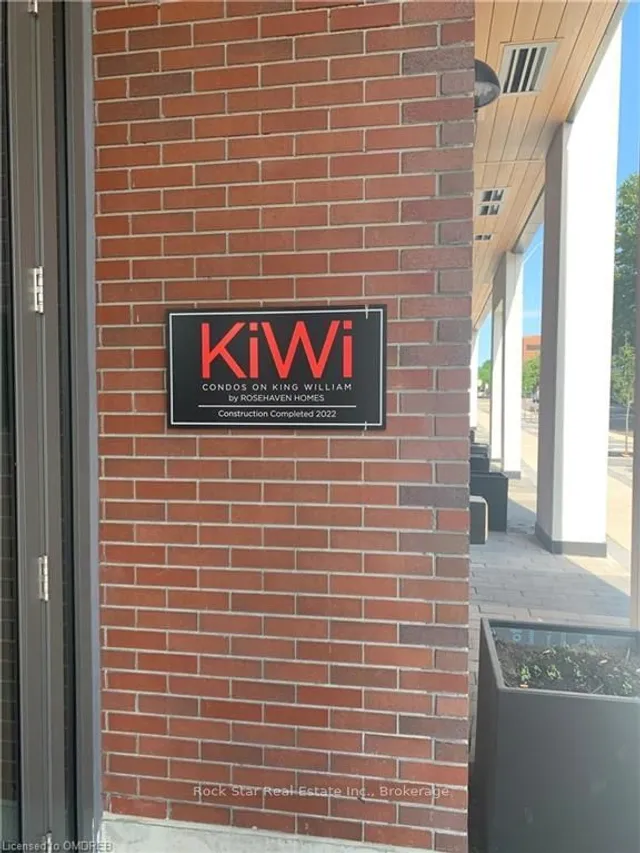 KiWi
CONDOS ON KING WILLIAM
by ROSEHAVEN HOMES
Construction Completed 2022
Rock Star Real Estate Inc., Brokerage
Licensed to OMDREB